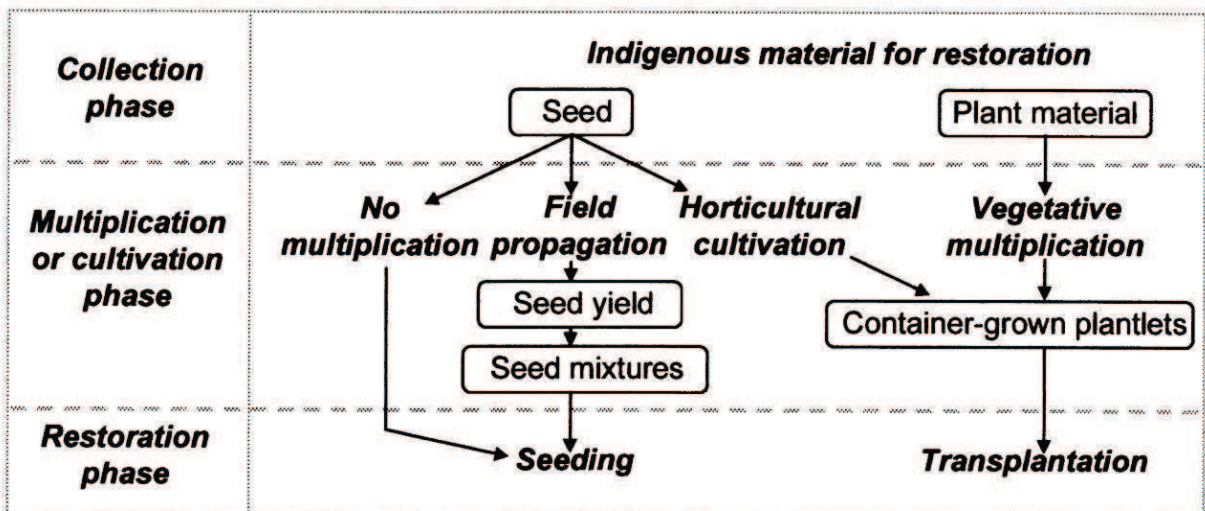 Collection
phase
Indigenous material for restoration
Seed
Plant material
Multiplication
or cultivation
phase
No
multiplication
Field
propagation
Horticultural
cultivation
Vegetative
multiplication
Seed yield
Seed mixtures
Container-grown plantlets
Restoration
phase
Seeding
Transplantation